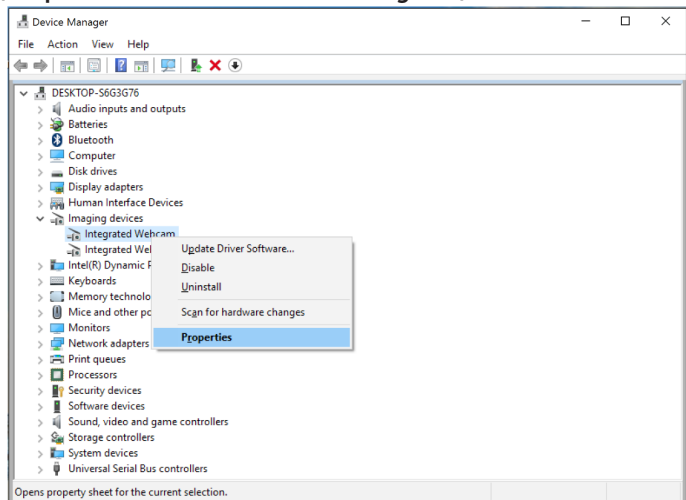 Device Manager
File Action View Help
DESKTOP-S6G3G76
Audio inputs and outputs
Batteries
Bluetooth
Computer
Disk drives
Display adapters
Human Interface Devices
Imaging devices
Integrated Webcam
Integrated Wel
Update Driver Software...
Intel(R) Dynamic
Disable
Keyboards
Uninstall
Memory technolo
Mice and other po
Scan for hardware changes
Monitors
Properties
Network adapters
Print queues
Processors
Security devices
Software devices
Sound, video and game controllers
Storage controllers
System devices
Universal Serial Bus controllers
Opens property sheet for the current selection.